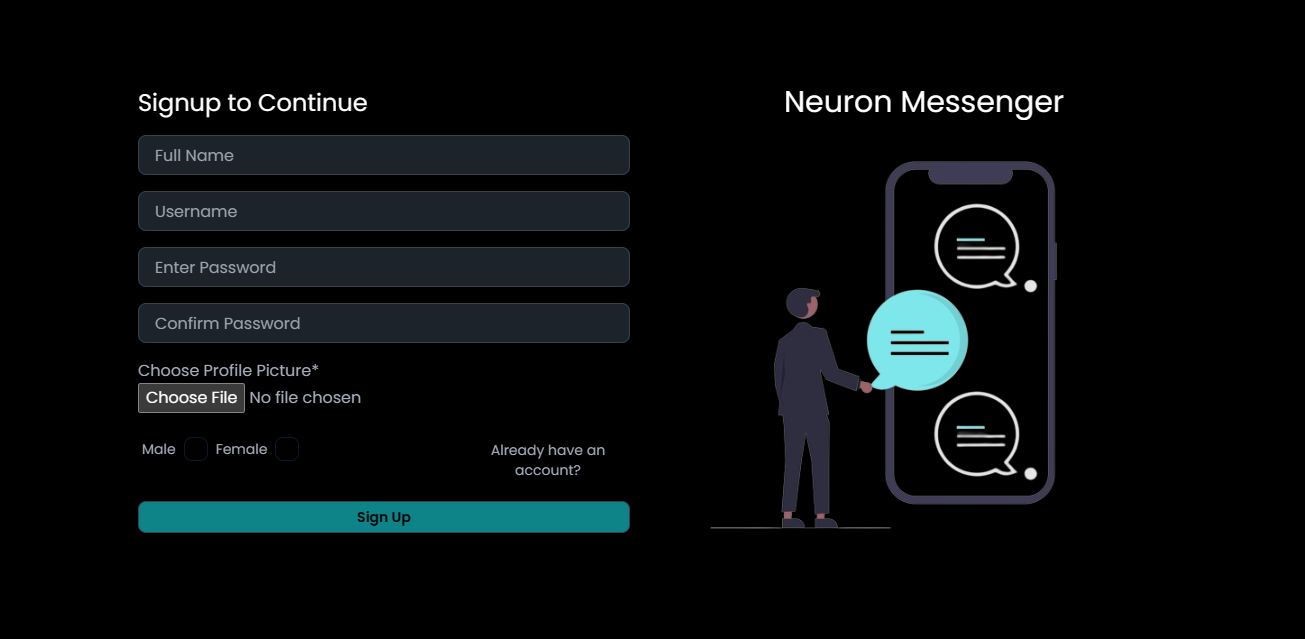 Signup to Continue
Full Name
Username
Enter Password
Confirm Password
Choose Profile Picture*
Choose File No file chosen
Male Female
Already have an
account?
Sign Up
Neuron Messenger